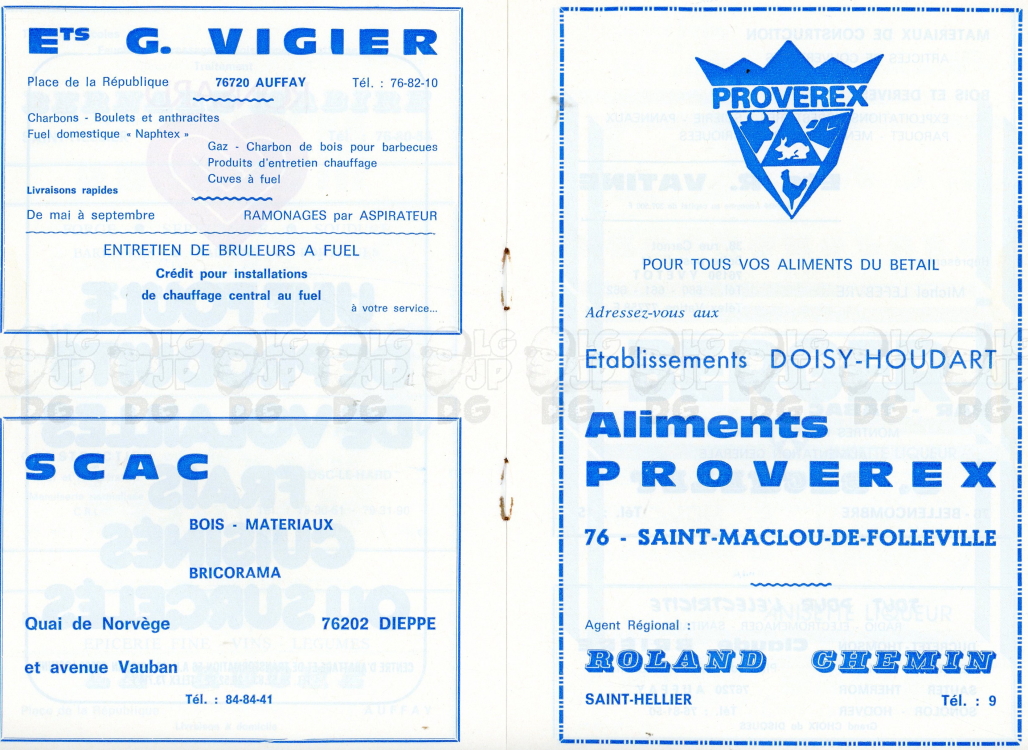 ETS G. VIGIER
Place de la République 76720 AUFFAY Tél. : 76-82-10
Charbons - Boulets et anthracites
Fuel domestique « Naphtex »
Gaz - Charbon de bois pour barbecues
Produits d'entretien chauffage
Cuves à fuel
Livraisons rapides
De mai à septembre RAMONAGES par ASPIRATEUR
ENTRETIEN DE BRULEURS A FUEL
Crédit pour installations
de chauffage central au fuel
à votre service...
SCAC
BOIS - MATERIAUX
BRICORAMA
Quai de Norvège 76202 DIEPPE
et avenue Vauban
Tél. : 84-84-41
PROVEREX
POUR TOUS VOS ALIMENTS DU BETAIL
Adressez-vous aux
Etablissements DOISY-HOUDART
Aliments
PROVEREX
76 - SAINT-MACLOU-DE-FOLLEVILLE
Agent Régional :
ROLAND CHEMIN
SAINT-HELLIER Tél. : 9